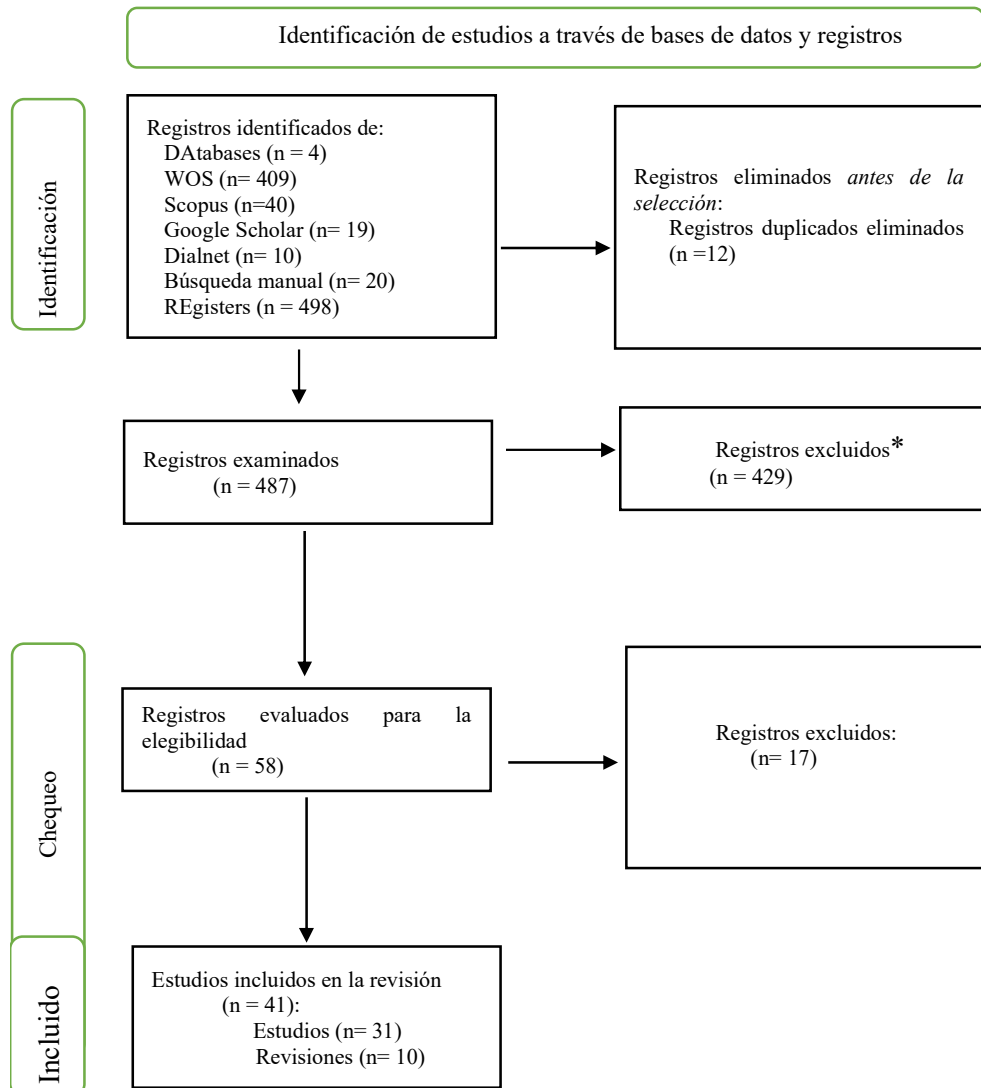 Identificación de estudios a través de bases de datos y registros
Identificación
Registros identificados de:
DAtabases (n = 4)
WOS (n= 409)
Scopus (n=40)
Google Scholar (n= 19)
Dialnet (n= 10)
Búsqueda manual (n= 20)
REgisters (n = 498)
Registros eliminados antes de la
selección:
Registros duplicados eliminados
(n =12)
Registros examinados
(n = 487)
Registros excluidos*
(n = 429)
Chequeo
Registros evaluados para la
elegibilidad
(n = 58)
Registros excluidos:
(n= 17)
Incluido
Estudios incluidos en la revisión
(n = 41):
Estudios (n= 31)
Revisiones (n= 10)